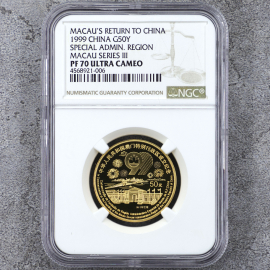 MACAU'S RETURN TO CHINA
1999 CHINA G50Y
SPECIAL ADMIN. REGION
MACAU SERIES III
PF 70 ULTRA CAMEO
4568921-006
NUMISMATIC GUARANTY CORPORATION
NGC
50元